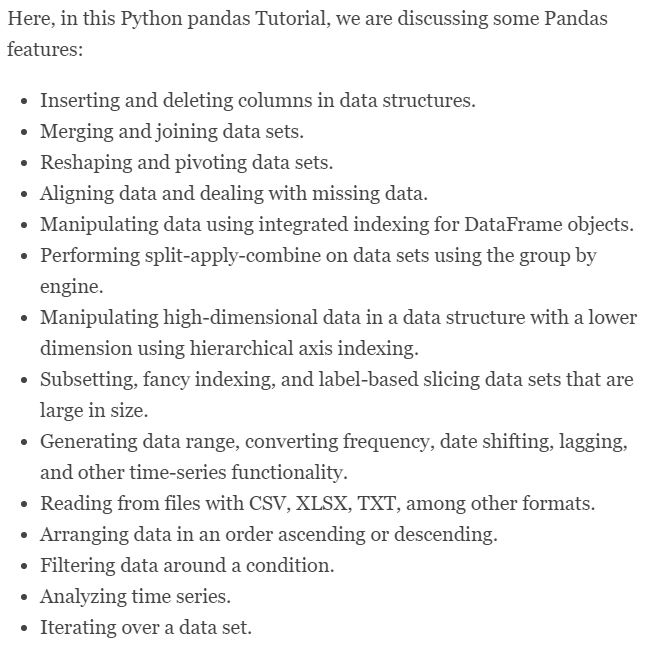 Here, in this Python pandas Tutorial, we are discussing some Pandas
features:
• Inserting and deleting columns in data structures.
• Merging and joining data sets.
• Reshaping and pivoting data sets.
• Aligning data and dealing with missing data.
• Manipulating data using integrated indexing for DataFrame objects.
• Performing split-apply-combine on data sets using the group by
engine.
• Manipulating high-dimensional data in a data structure with a lower
dimension using hierarchical axis indexing.
• Subsetting, fancy indexing, and label-based slicing data sets that are
large in size.
• Generating data range, converting frequency, date shifting, lagging,
and other time-series functionality.
• Reading from files with CSV, XLSX, TXT, among other formats.
• Arranging data in an order ascending or descending.
• Filtering data around a condition.
• Analyzing time series.
• Iterating over a data set.